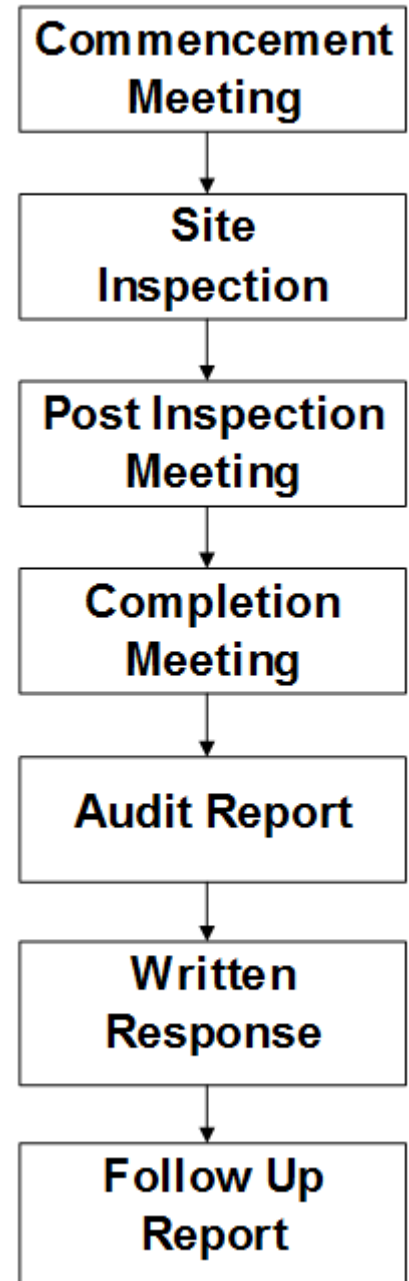 Commencement
Meeting
Site
Inspection
Post Inspection
Meeting
Completion
Meeting
Audit Report
Written
Response
Follow Up
Report